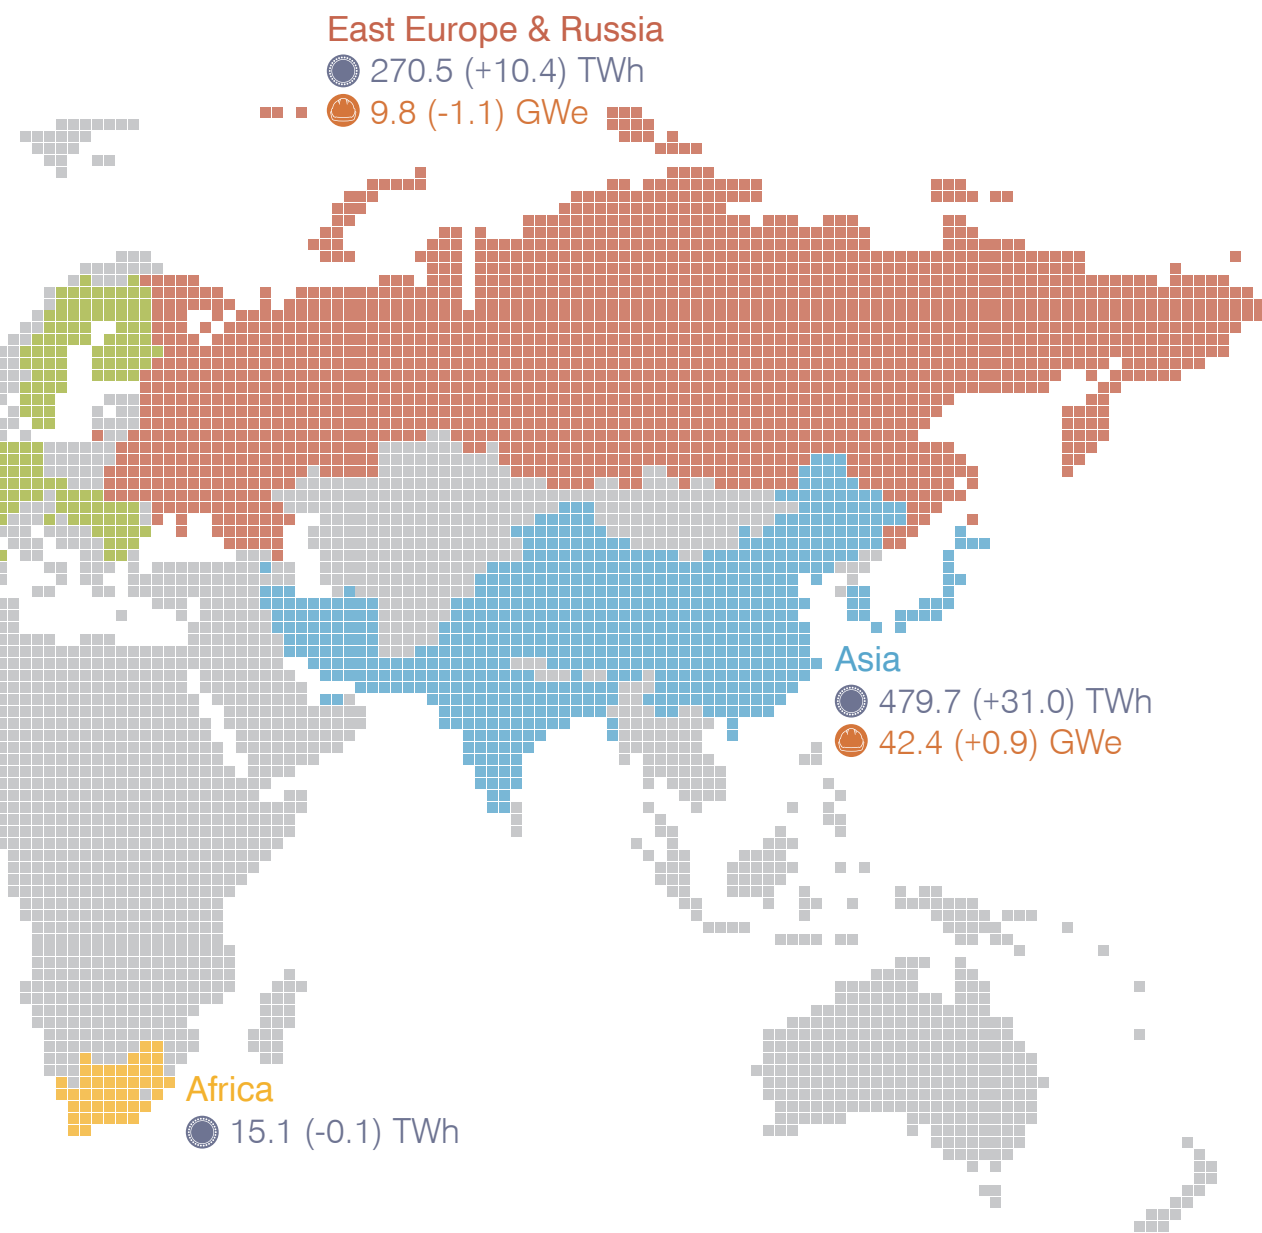 East Europe & Russia
270.5 (+10.4) TWh
9.8 (-1.1) GWe
Asia
479.7 (+31.0) TWh
42.4 (+0.9) GWe
Africa
15.1 (-0.1) TWh